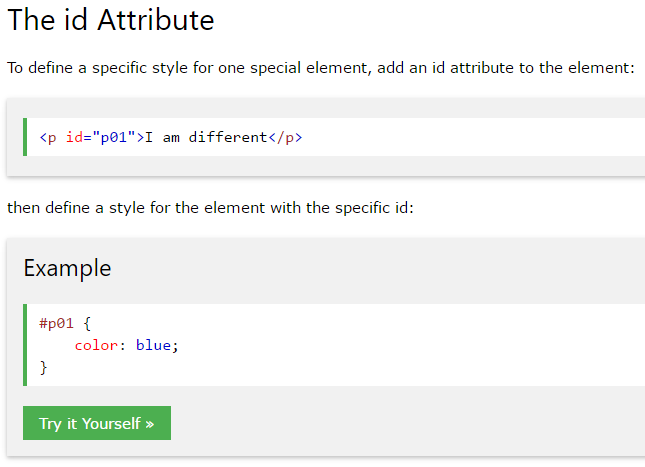 The id Attribute
To define a specific style for one special element, add an id attribute to the element:
<p id="p01">I am different</p>
then define a style for the element with the specific id:
Example
#p01 {
    color: blue;
}
Try it Yourself »